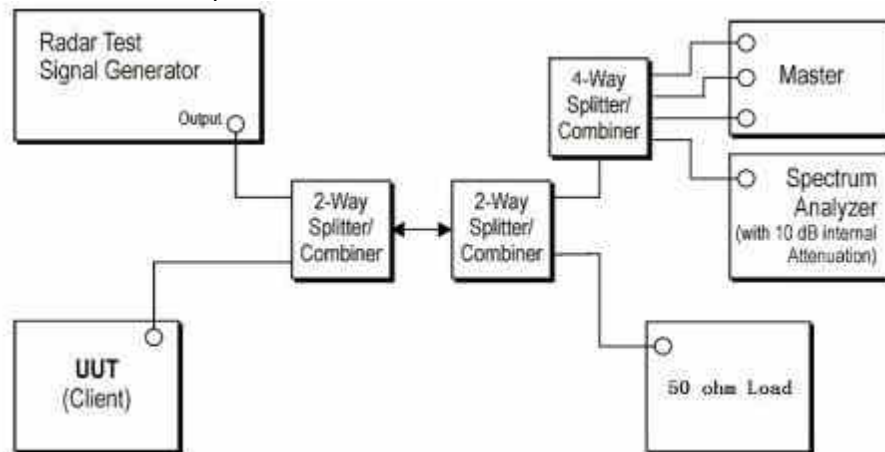 Radar Test
Signal Generator
Output
4-Way
Splitter/
Combiner
Master
2-Way
Splitter/
Combiner
2-Way
Splitter/
Combiner
Spectrum
Analyzer
(with 10 dB internal
Attenuation)
UUT
(Client)
50 ohm Load